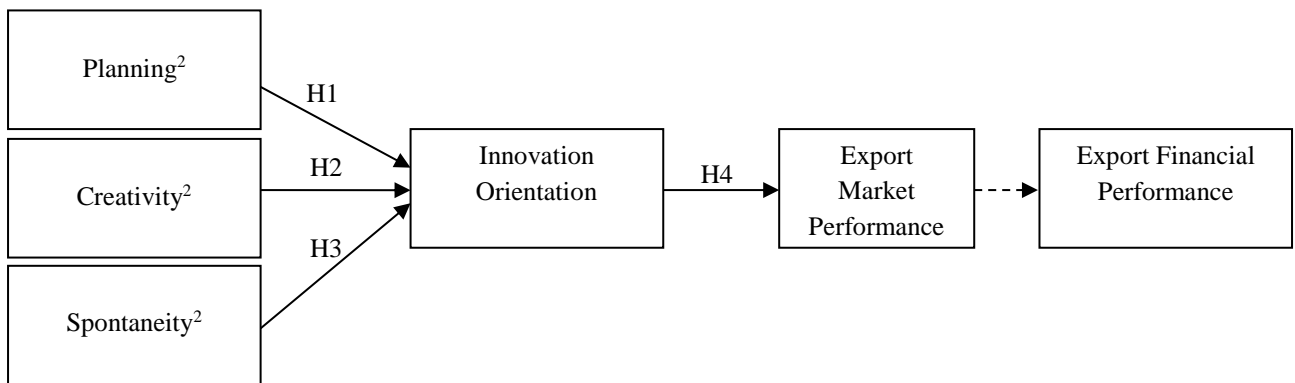 Planning²
H1
Creativity²
H2
Spontaneity²
H3
Innovation
Orientation
H4
Export
Market
Performance
Export Financial
Performance